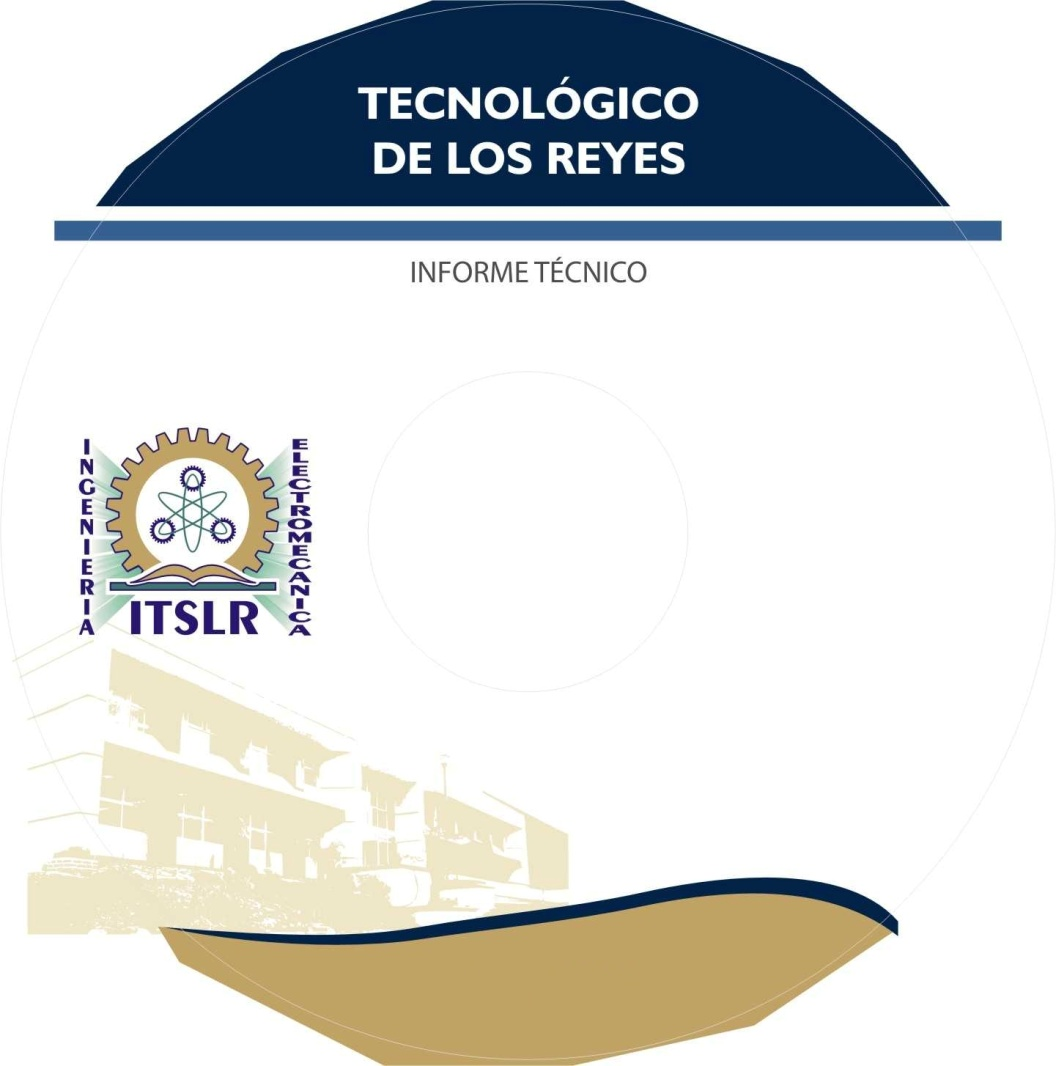 TECNOLÓGICO
DE LOS REYES
INFORME TÉCNICO
INGENIERIA
ELECTROMECANICA
ITSLR